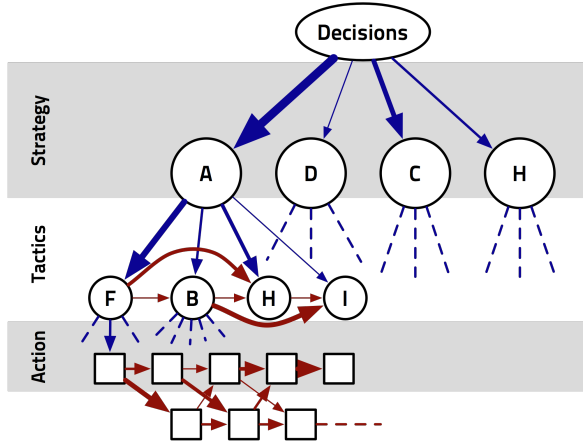 Decisions
Strategy
A
D
C
H
Tactics
F
B
H
I
Action